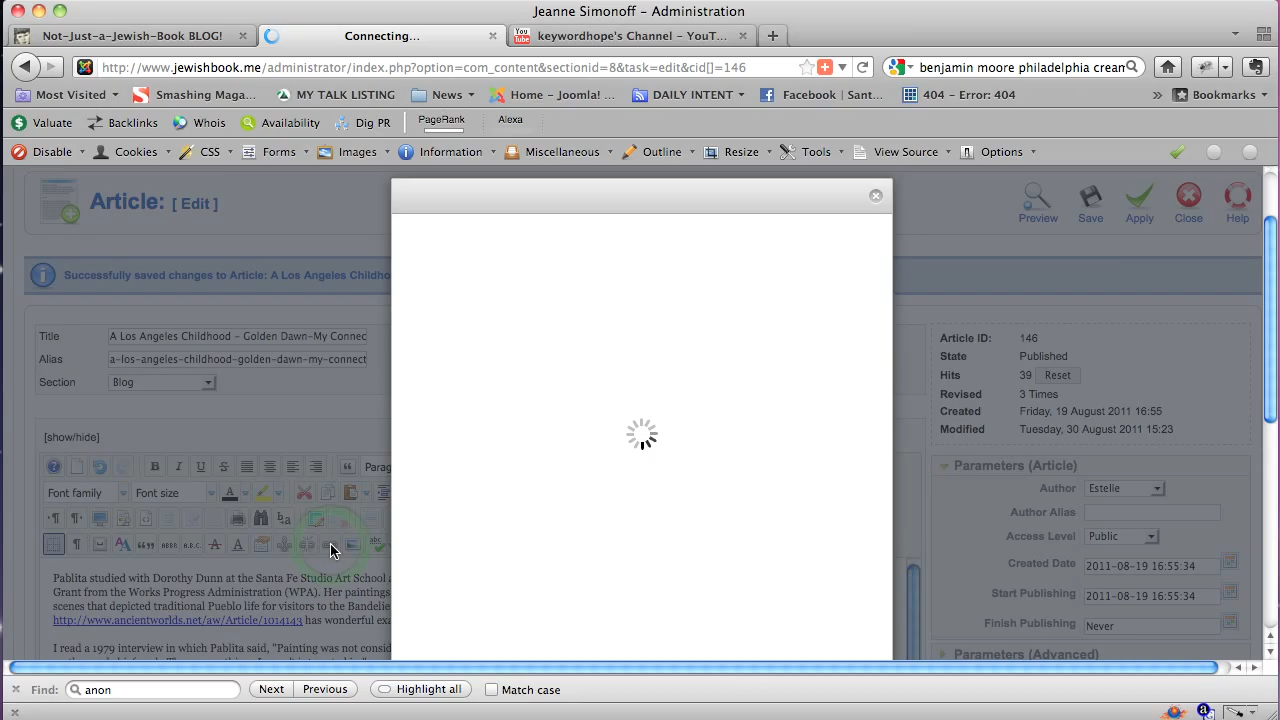 Jeanne Simonoff - Administration
Not-Just-a-Jewish-Book BLOG!
Connecting...
keywordhope's Channel - YouT...
http://www.jewishbook.me/administrator/index.php?option=com_content&sectionid=8&task=edit&cid[]=146
benjamin moore philadelphia cream
Most Visited
Smashing Maga...
MY TALK LISTING
News
Home - Joomla! ...
DAILY INTENT
Facebook | Sant...
404 - Error: 404
Bookmarks
Valuate
Backlinks
Whois
Availability
Dig PR
PageRank
Alexa
Disable
Cookies
CSS
Forms
Images
Information
Miscellaneous
Outline
Resize
Tools
View Source
Options
Article: [ Edit ]
Preview
Save
Apply
Close
Help
Successfully saved changes to Article: A Los Angeles Childho
Title
A Los Angeles Childhood - Golden Dawn-My Connec
Alias
a-los-angeles-childhood-golden-dawn-my-connect
Section
Blog
Article ID: 146
State Published
Hits 39 Reset
Revised 3 Times
Created Friday, 19 August 2011 16:55
Modified Tuesday, 30 August 2011 15:23
[show/hide]
B I U S
Parag
Font family
Font size
Parameters (Article)
Author Estelle
Author Alias
Access Level Public
Created Date 2011-08-19 16:55:34
Start Publishing 2011-08-19 16:55:34
Finish Publishing Never
Parameters (Advanced)
Pablita studied with Dorothy Dunn at the Santa Fe Studio Art School
Grant from the Works Progress Administration (WPA). Her paintings
scenes that depicted traditional Pueblo life for visitors to the Bandelie
http://www.ancientworlds.net/aw/Article/1014143 has wonderful exa
I read a 1979 interview in which Pablita said, "Painting was not consid
Find: anon
Next
Previous
Highlight all
Match case